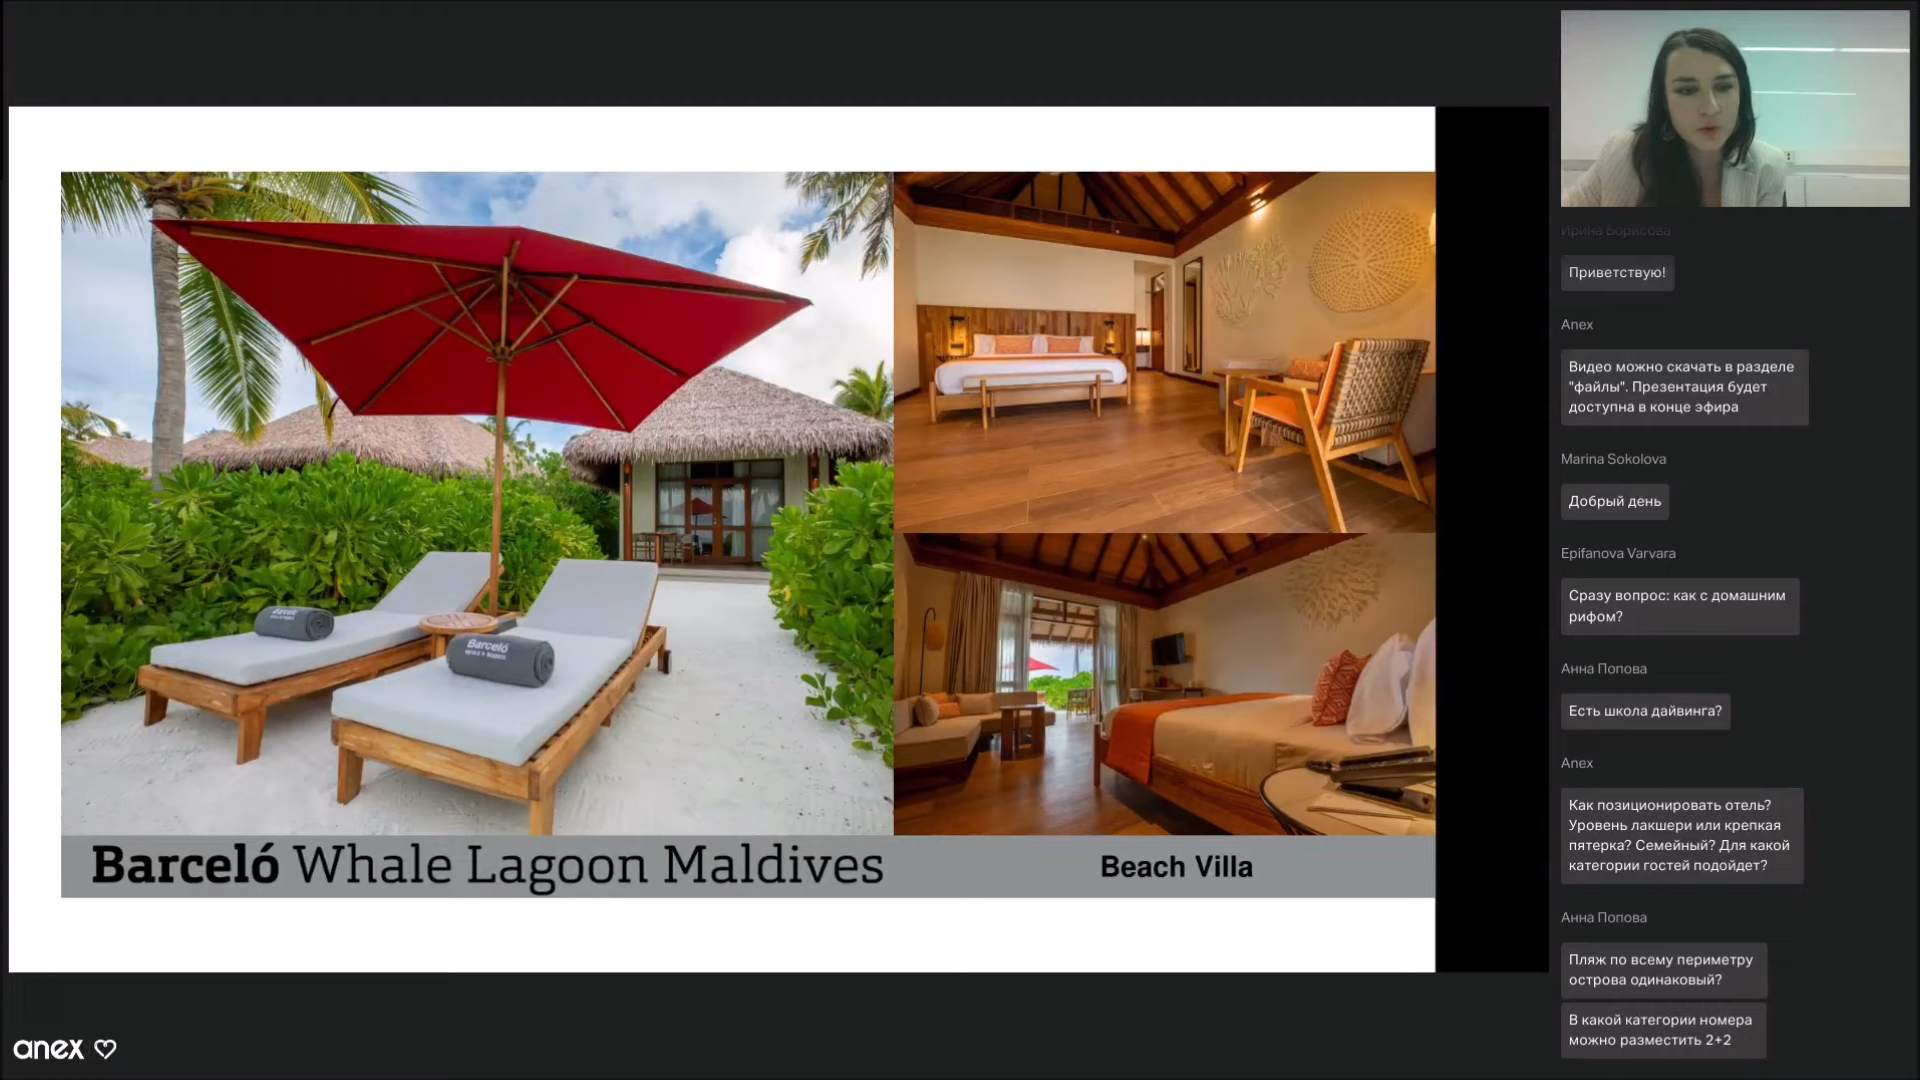 Barceló
Barceló
Barceló Whale Lagoon Maldives
Beach Villa
anex
Ирина Борисова
Приветствую!
Anex
Видео можно скачать в разделе
"файлы". Презентация будет
доступна в конце эфира
Marina Sokolova
Добрый день
Epifanova Varvara
Сразу вопрос: как с домашним
рифом?
Анна Попова
Есть школа дайвинга?
Anex
Как позиционировать отель?
Уровень лакшери или крепкая
пятерка? Семейный? Для какой
категории гостей подойдет?
Анна Попова
Пляж по всему периметру
острова одинаковый?
В какой категории номера
можно разместить 2+2